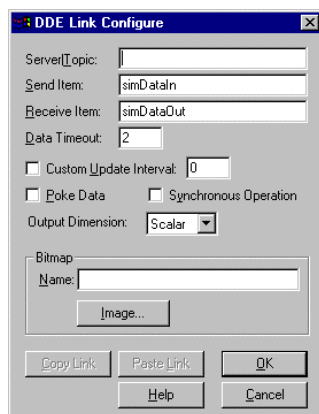 DDE Link Configure
Server|Topic:
Send Item: simDataIn
Receive Item: simDataOut
Data Timeout: 2
Custom Update Interval: 0
Poke Data Synchronous Operation
Output Dimension: Scalar
Bitmap
Name:
Image...
Copy Link Paste Link OK
Help Cancel